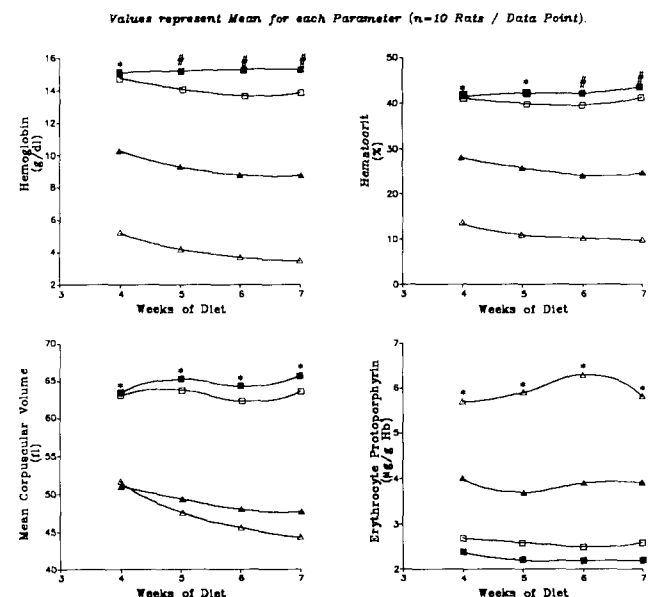 Values represent Mean for each Parameter (n=10 Rats / Data Point).
Hemoglobin
(g/dl)
16
14
12
10
8
6
4
2
* # # #
3 4 5 6 7
Weeks of Diet
Hematocrit
(%)
50
40
30
20
10
0
* * # #
3 4 5 6 7
Weeks of Diet
Mean Corpuscular Volume
(fl)
70
65
60
55
50
45
40
* * * *
3 4 5 6 7
Weeks of Diet
Erythrocyte Protoporphyrin
(µg/g Hb)
7
6
5
4
3
2
* * * *
3 4 5 6 7
Weeks of Diet